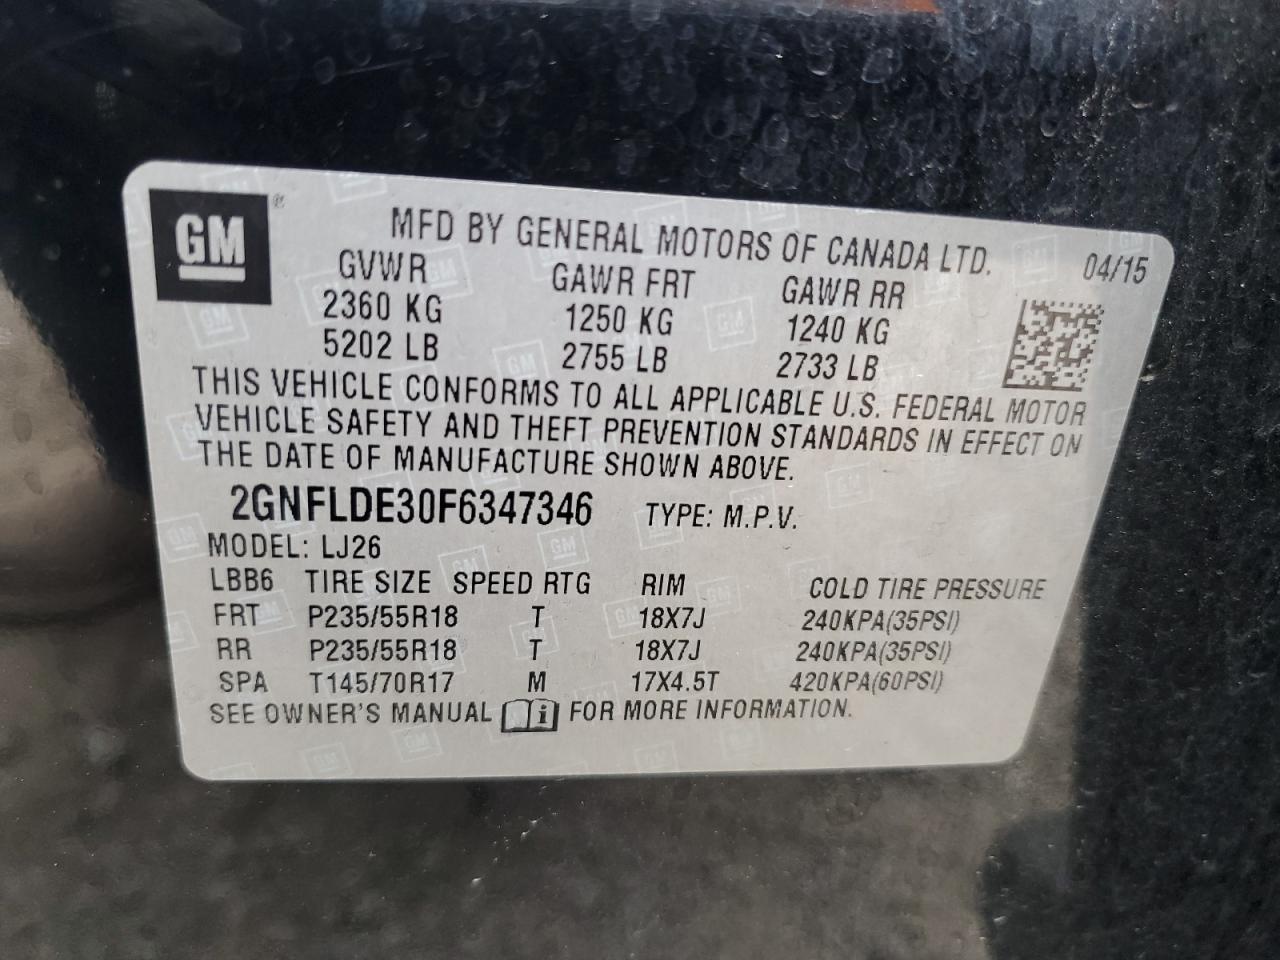 GM®
MFD BY GENERAL MOTORS OF CANADA LTD.
04/15
GVWR GAWR FRT GAWR RR
2360 KG 1250 KG 1240 KG
5202 LB 2755 LB 2733 LB
THIS VEHICLE CONFORMS TO ALL APPLICABLE U.S. FEDERAL MOTOR
VEHICLE SAFETY AND THEFT PREVENTION STANDARDS IN EFFECT ON
THE DATE OF MANUFACTURE SHOWN ABOVE.
2GNFLDE30F6347346 TYPE: M.P.V.
MODEL: LJ26
LBB6 TIRE SIZE SPEED RTG RIM COLD TIRE PRESSURE
FRT P235/55R18 T 18X7J 240KPA(35PSI)
RR P235/55R18 T 18X7J 240KPA(35PSI)
SPA T145/70R17 M 17X4.5T 420KPA(60PSI)
SEE OWNER'S MANUAL i FOR MORE INFORMATION.